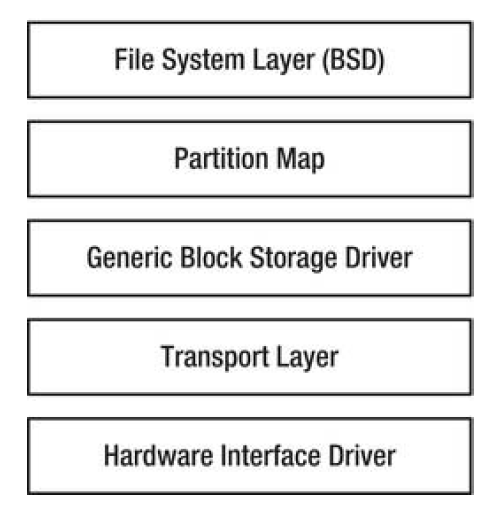 File System Layer (BSD)
Partition Map
Generic Block Storage Driver
Transport Layer
Hardware Interface Driver